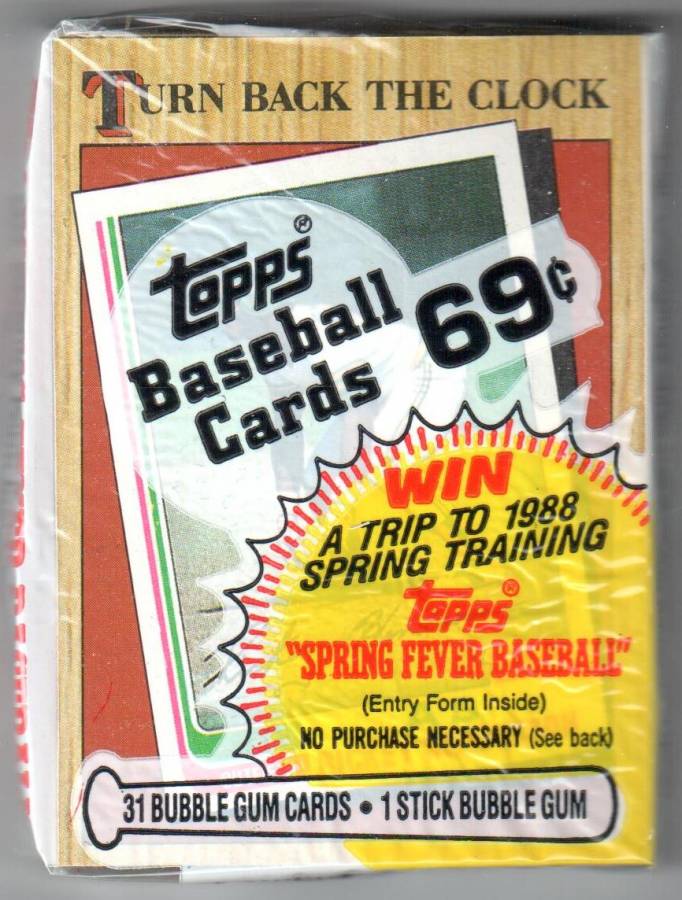 TURN BACK THE CLOCK
topps®
Baseball
Cards
69¢
WIN
A TRIP TO 1988
SPRING TRAINING
topps®
"SPRING FEVER BASEBALL"
(Entry Form Inside)
NO PURCHASE NECESSARY (See back)
31 BUBBLE GUM CARDS • 1 STICK BUBBLE GUM